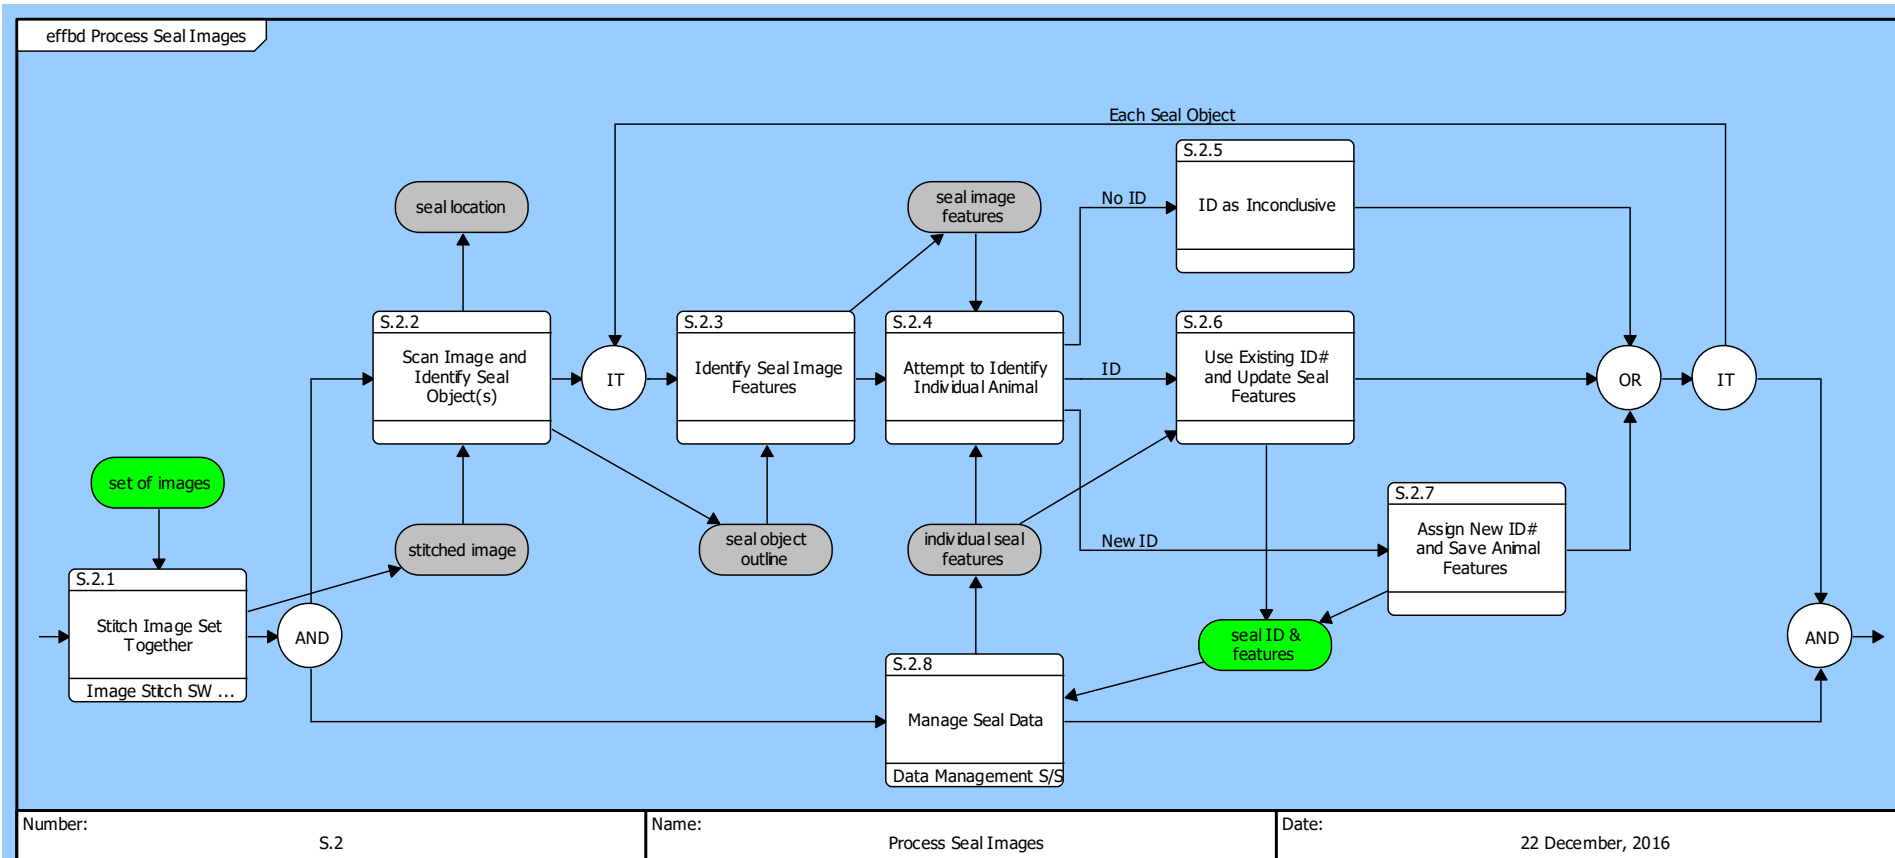 effbd Process Seal Images
Each Seal Object
S.2.5
ID as Inconclusive
No ID
seal location
seal image
features
S.2.2
Scan Image and
Identify Seal
Object(s)
IT
S.2.3
Identify Seal Image
Features
S.2.4
Attempt to Identify
Individual Animal
ID
S.2.6
Use Existing ID#
and Update Seal
Features
OR
IT
set of images
stitched image
seal object
outline
individual seal
features
New ID
S.2.7
Assign New ID#
and Save Animal
Features
S.2.1
Stitch Image Set
Together
Image Stitch SW ...
AND
seal ID &
features
AND
S.2.8
Manage Seal Data
Data Management S/S
Number:
S.2
Name:
Process Seal Images
Date:
22 December, 2016